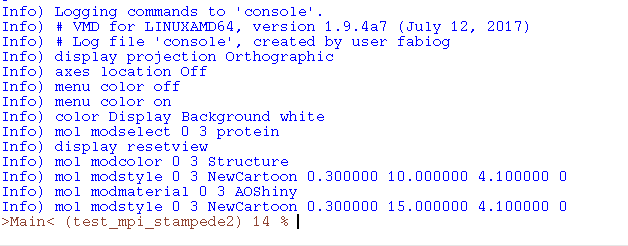 Info) Logging commands to 'console'.
Info) # VMD for LINUXAMD64, version 1.9.4a7 (July 12, 2017)
Info) # Log file 'console', created by user fabiog
Info) display projection Orthographic
Info) axes location Off
Info) menu color off
Info) menu color on
Info) color Display Background white
Info) mol modselect 0 3 protein
Info) display resetview
Info) mol modcolor 0 3 Structure
Info) mol modstyle 0 3 NewCartoon 0.300000 10.000000 4.100000 0
Info) mol modmaterial 0 3 AOShiny
Info) mol modstyle 0 3 NewCartoon 0.300000 15.000000 4.100000 0
>Main< (test_mpi_stampede2) 14 %